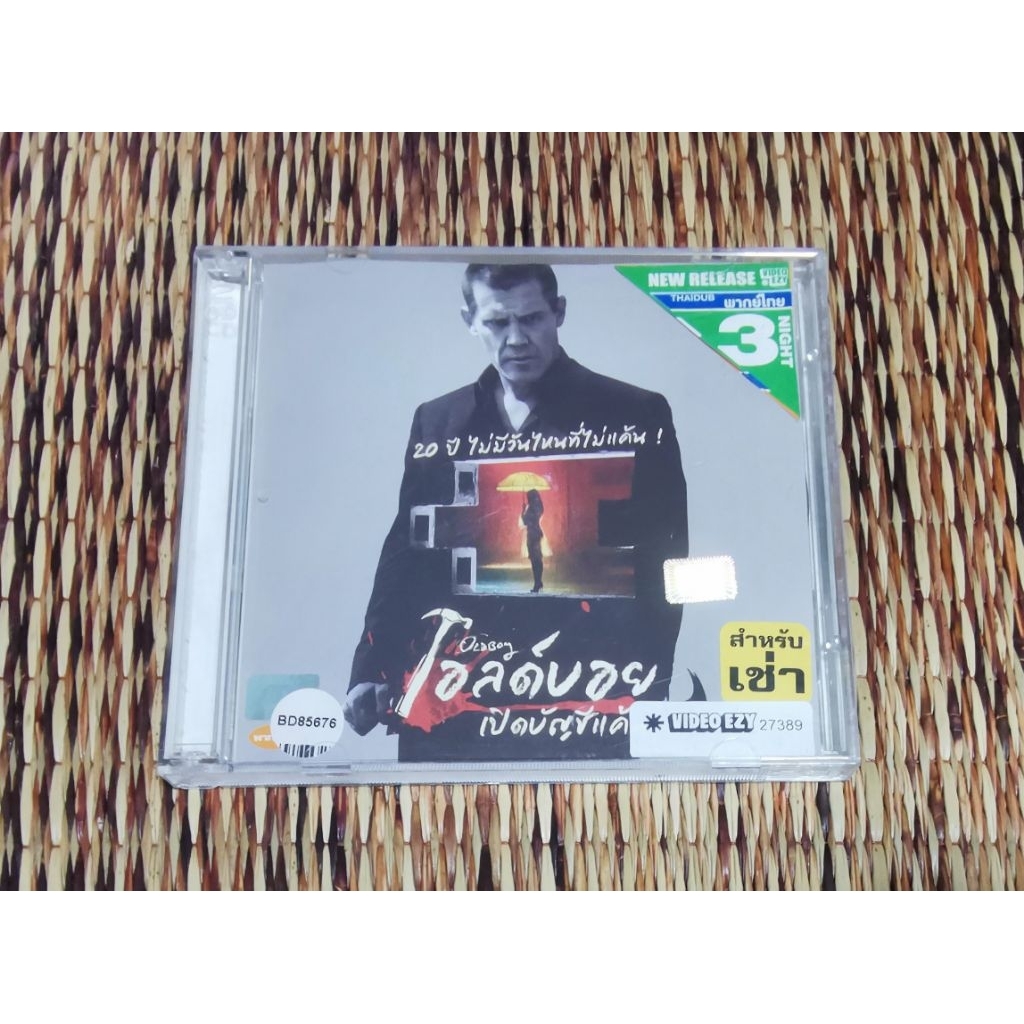 NEW RELEASE VIDEO EZY
THAIDUB พากย์ไทย
3 NIGHT
20 ปี ไม่มีวันไหนที่ไม่แค้น !
OLDBOY
โอลด์บอย
เปิดบัญชีแค้
สำหรับ
เช่า
BD85676
VIDEO EZY 27389